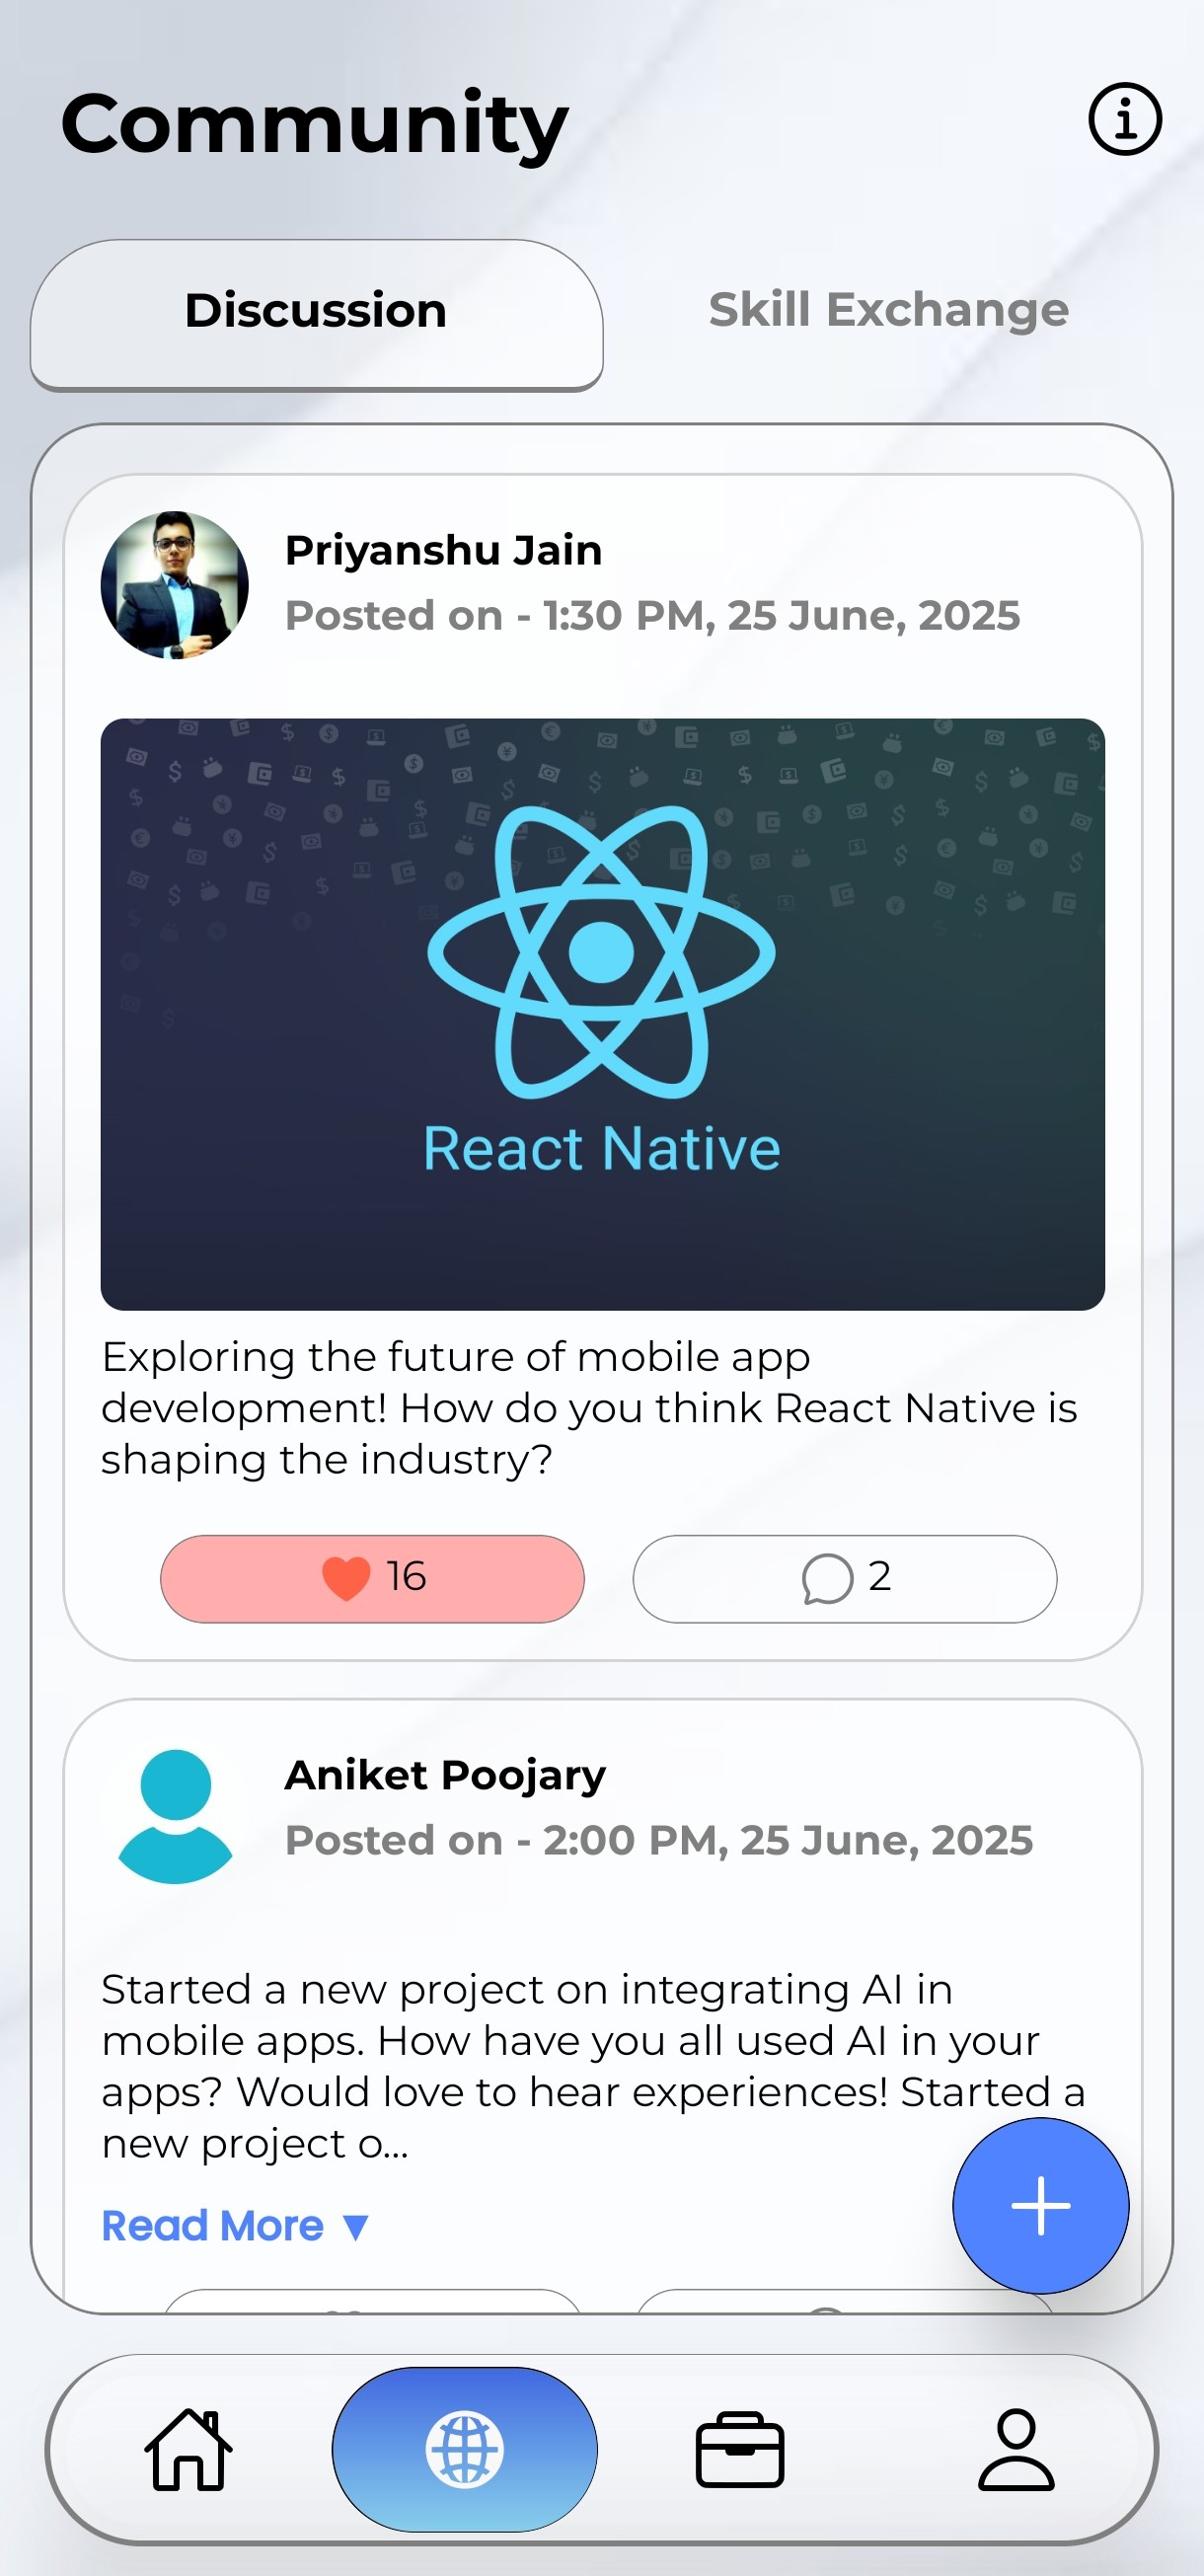 Community
Discussion
Skill Exchange
Priyanshu Jain
Posted on - 1:30 PM, 25 June, 2025
React Native
Exploring the future of mobile app
development! How do you think React Native is
shaping the industry?
16
2
Aniket Poojary
Posted on - 2:00 PM, 25 June, 2025
Started a new project on integrating AI in
mobile apps. How have you all used AI in your
apps? Would love to hear experiences! Started a
new project o...
Read More ▼